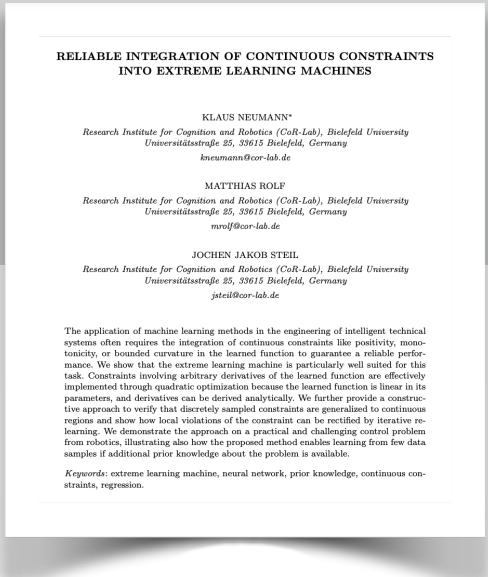 RELIABLE INTEGRATION OF CONTINUOUS CONSTRAINTS
INTO EXTREME LEARNING MACHINES
KLAUS NEUMANN*
Research Institute for Cognition and Robotics (CoR-Lab), Bielefeld University
Universitätsstraße 25, 33615 Bielefeld, Germany
kneumann@cor-lab.de
MATTHIAS ROLF
Research Institute for Cognition and Robotics (CoR-Lab), Bielefeld University
Universitätsstraße 25, 33615 Bielefeld, Germany
mrolf@cor-lab.de
JOCHEN JAKOB STEIL
Research Institute for Cognition and Robotics (CoR-Lab), Bielefeld University
Universitätsstraße 25, 33615 Bielefeld, Germany
jsteil@cor-lab.de
The application of machine learning methods in the engineering of intelligent technical
systems often requires the integration of continuous constraints like positivity, mono-
tonicity, or bounded curvature in the learned function to guarantee a reliable perfor-
mance. We show that the extreme learning machine is particularly well suited for this
task. Constraints involving arbitrary derivatives of the learned function are effectively
implemented through quadratic optimization because the learned function is linear in its
parameters, and derivatives can be derived analytically. We further provide a construc-
tive approach to verify that discretely sampled constraints are generalized to continuous
regions and show how local violations of the constraint can be rectified by iterative re-
learning. We demonstrate the approach on a practical and challenging control problem
from robotics, illustrating also how the proposed method enables learning from few data
samples if additional prior knowledge about the problem is available.
Keywords: extreme learning machine, neural network, prior knowledge, continuous con-
straints, regression.